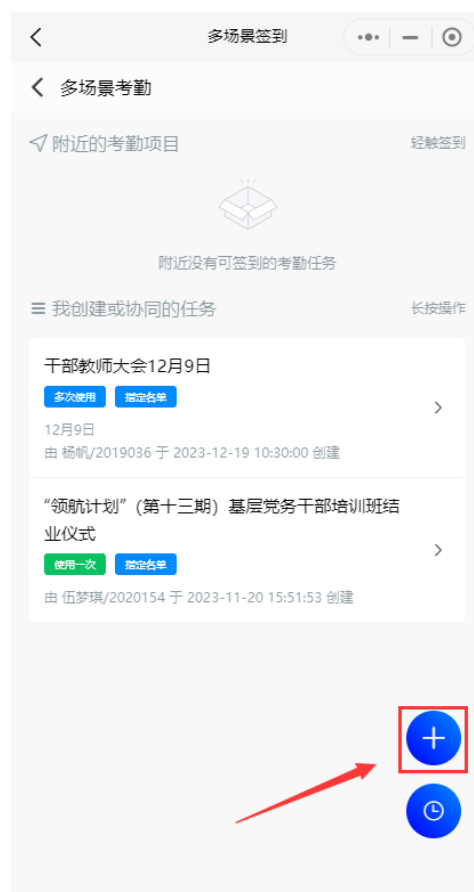 多场景签到
多场景考勤
附近的考勤项目
轻触签到
附近没有可签到的考勤任务
我创建或协同的任务
长按操作
干部教师大会12月9日
多次使用 指定名单
12月9日
由 杨帆/2019036 于 2023-12-19 10:30:00 创建
“领航计划”（第十三期）基层党务干部培训班结
业仪式
使用一次 指定名单
由 伍梦琪/2020154 于 2023-11-20 15:51:53 创建